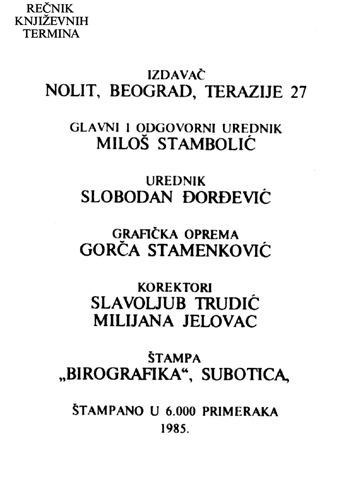 REČNIK
KNJIŽEVNIH
TERMINA
IZDAVAČ
NOLIT, BEOGRAD, TERAZIJE 27
GLAVNI I ODGOVORNI UREDNIK
MILOŠ STAMBOLIĆ
UREDNIK
SLOBODAN ĐORĐEVIĆ
GRAFIČKA OPREMA
GORČA STAMENKOVIĆ
KOREKTORI
SLAVOLJUB TRUDIĆ
MILIJANA JELOVAC
ŠTAMPA
„BIROGRAFIKA“, SUBOTICA,
ŠTAMPANO U 6.000 PRIMERAKA
1985.